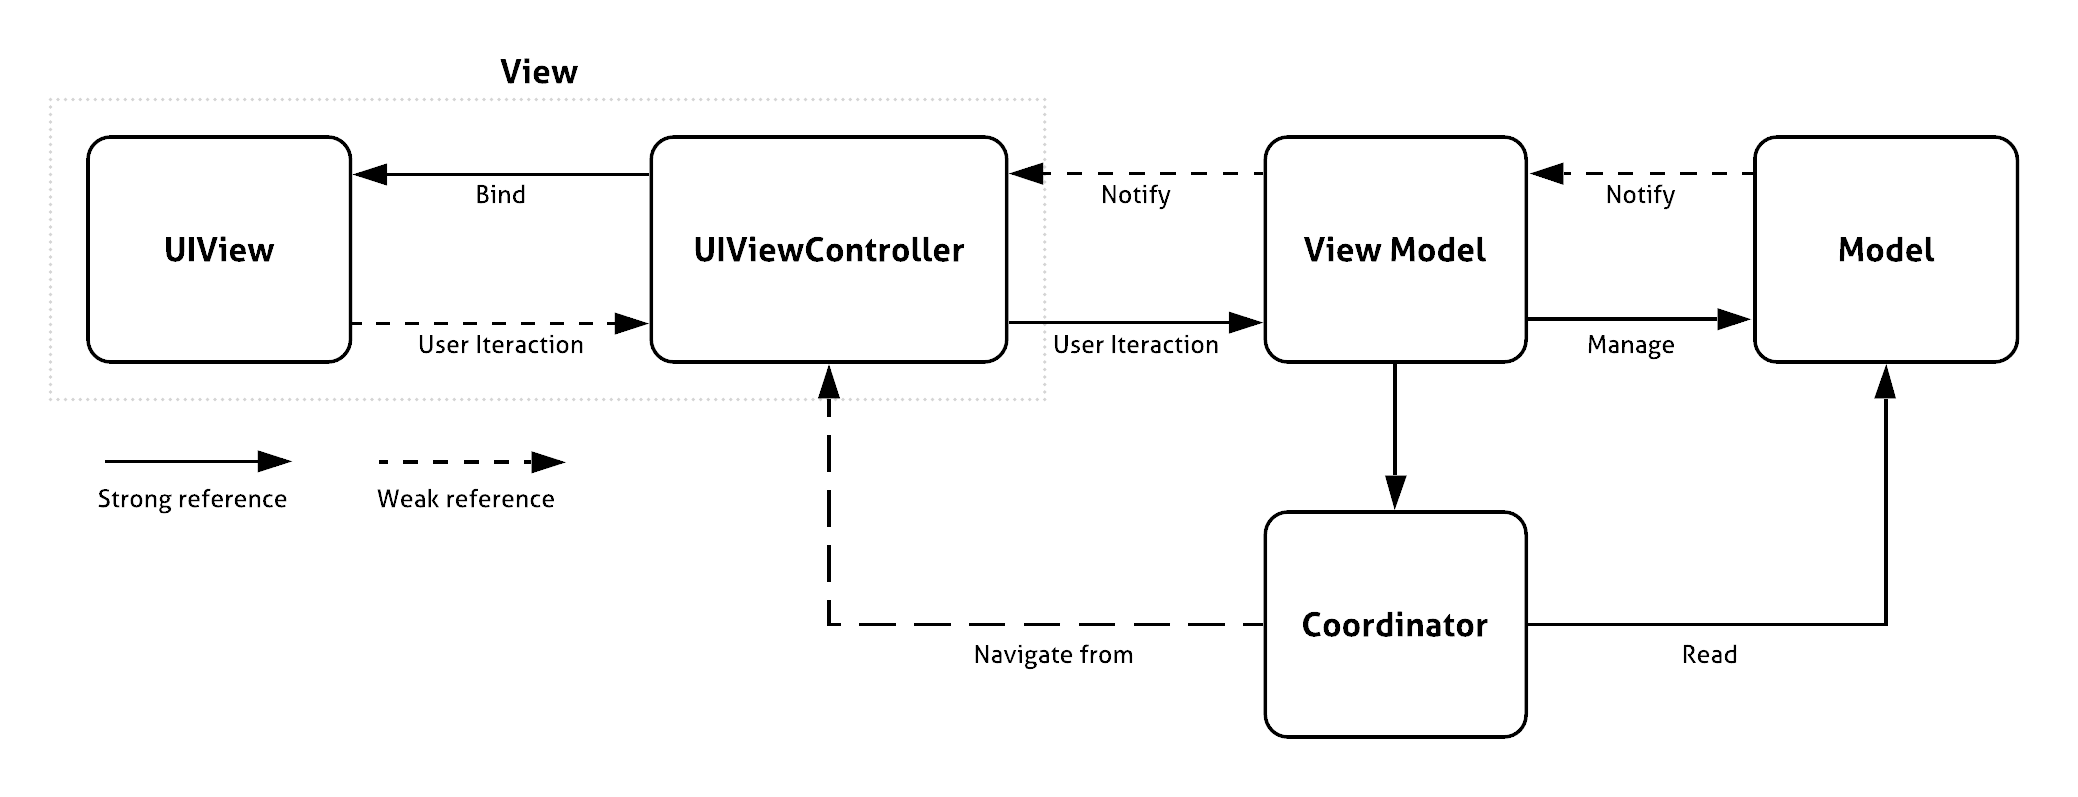 View
Bind
Notify
Notify
UIView
UIViewController
View Model
Model
User Iteraction
User Iteraction
Manage
Strong reference
Weak reference
Coordinator
Navigate from
Read